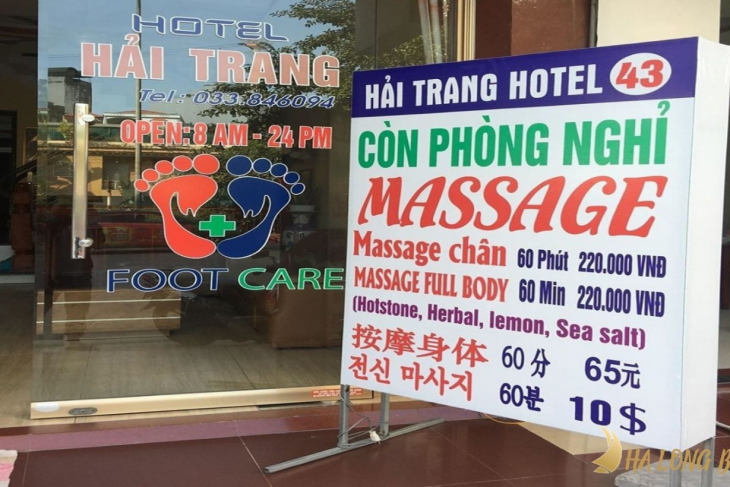 HOTEL
HẢI TRANG
Tel: 033.846094
OPEN: 8 AM - 24 PM
FOOT CARE
HẢI TRANG HOTEL 43
CÒN PHÒNG NGHỈ
MASSAGE
Massage chân 60 Phút 220.000 VNĐ
MASSAGE FULL BODY 60 Min 220.000 VNĐ
(Hotstone, Herbal, lemon, Sea salt)
按摩身体 60分 65元
전신 마사지 60분 10$
HA LONG B